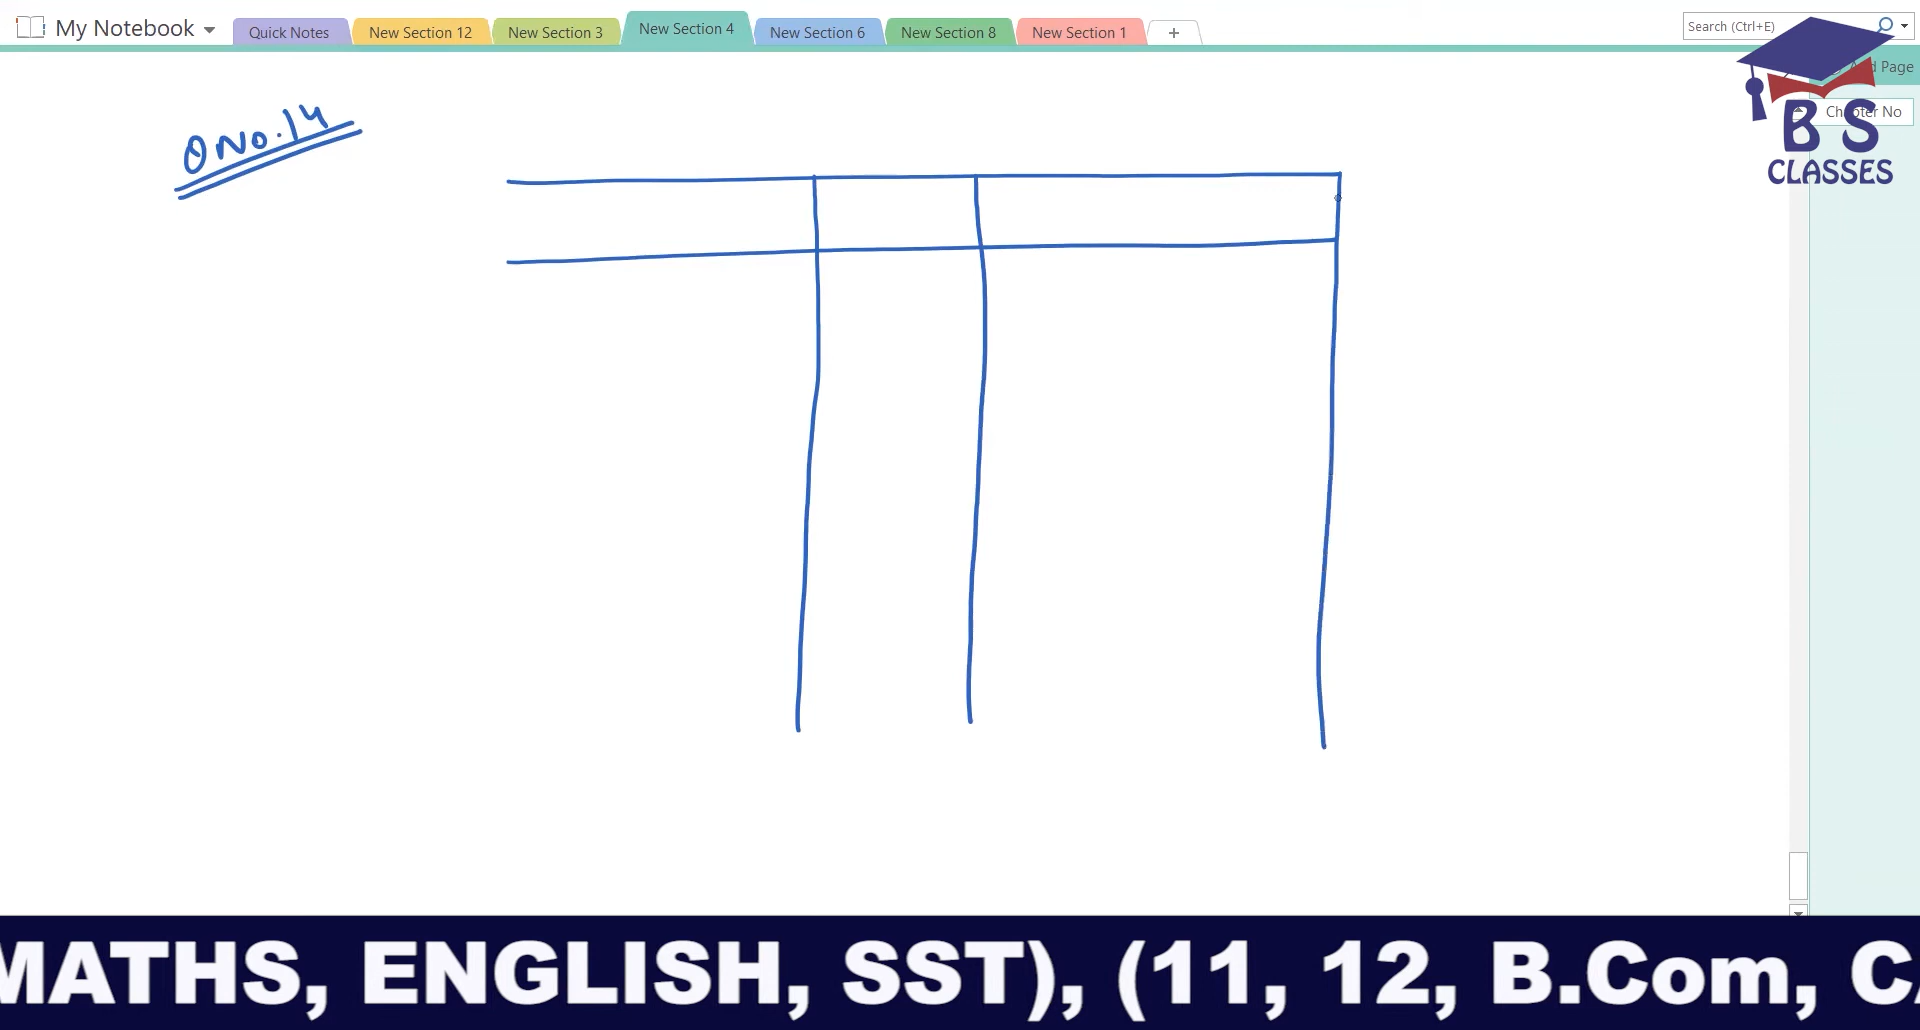 My Notebook
Quick Notes
New Section 12
New Section 3
New Section 4
New Section 6
New Section 8
New Section 1
+
Search (Ctrl+E)
Page
No
B S
CLASSES
Q No. 14
MATHS, ENGLISH, SST), (11, 12, B.Com, CA